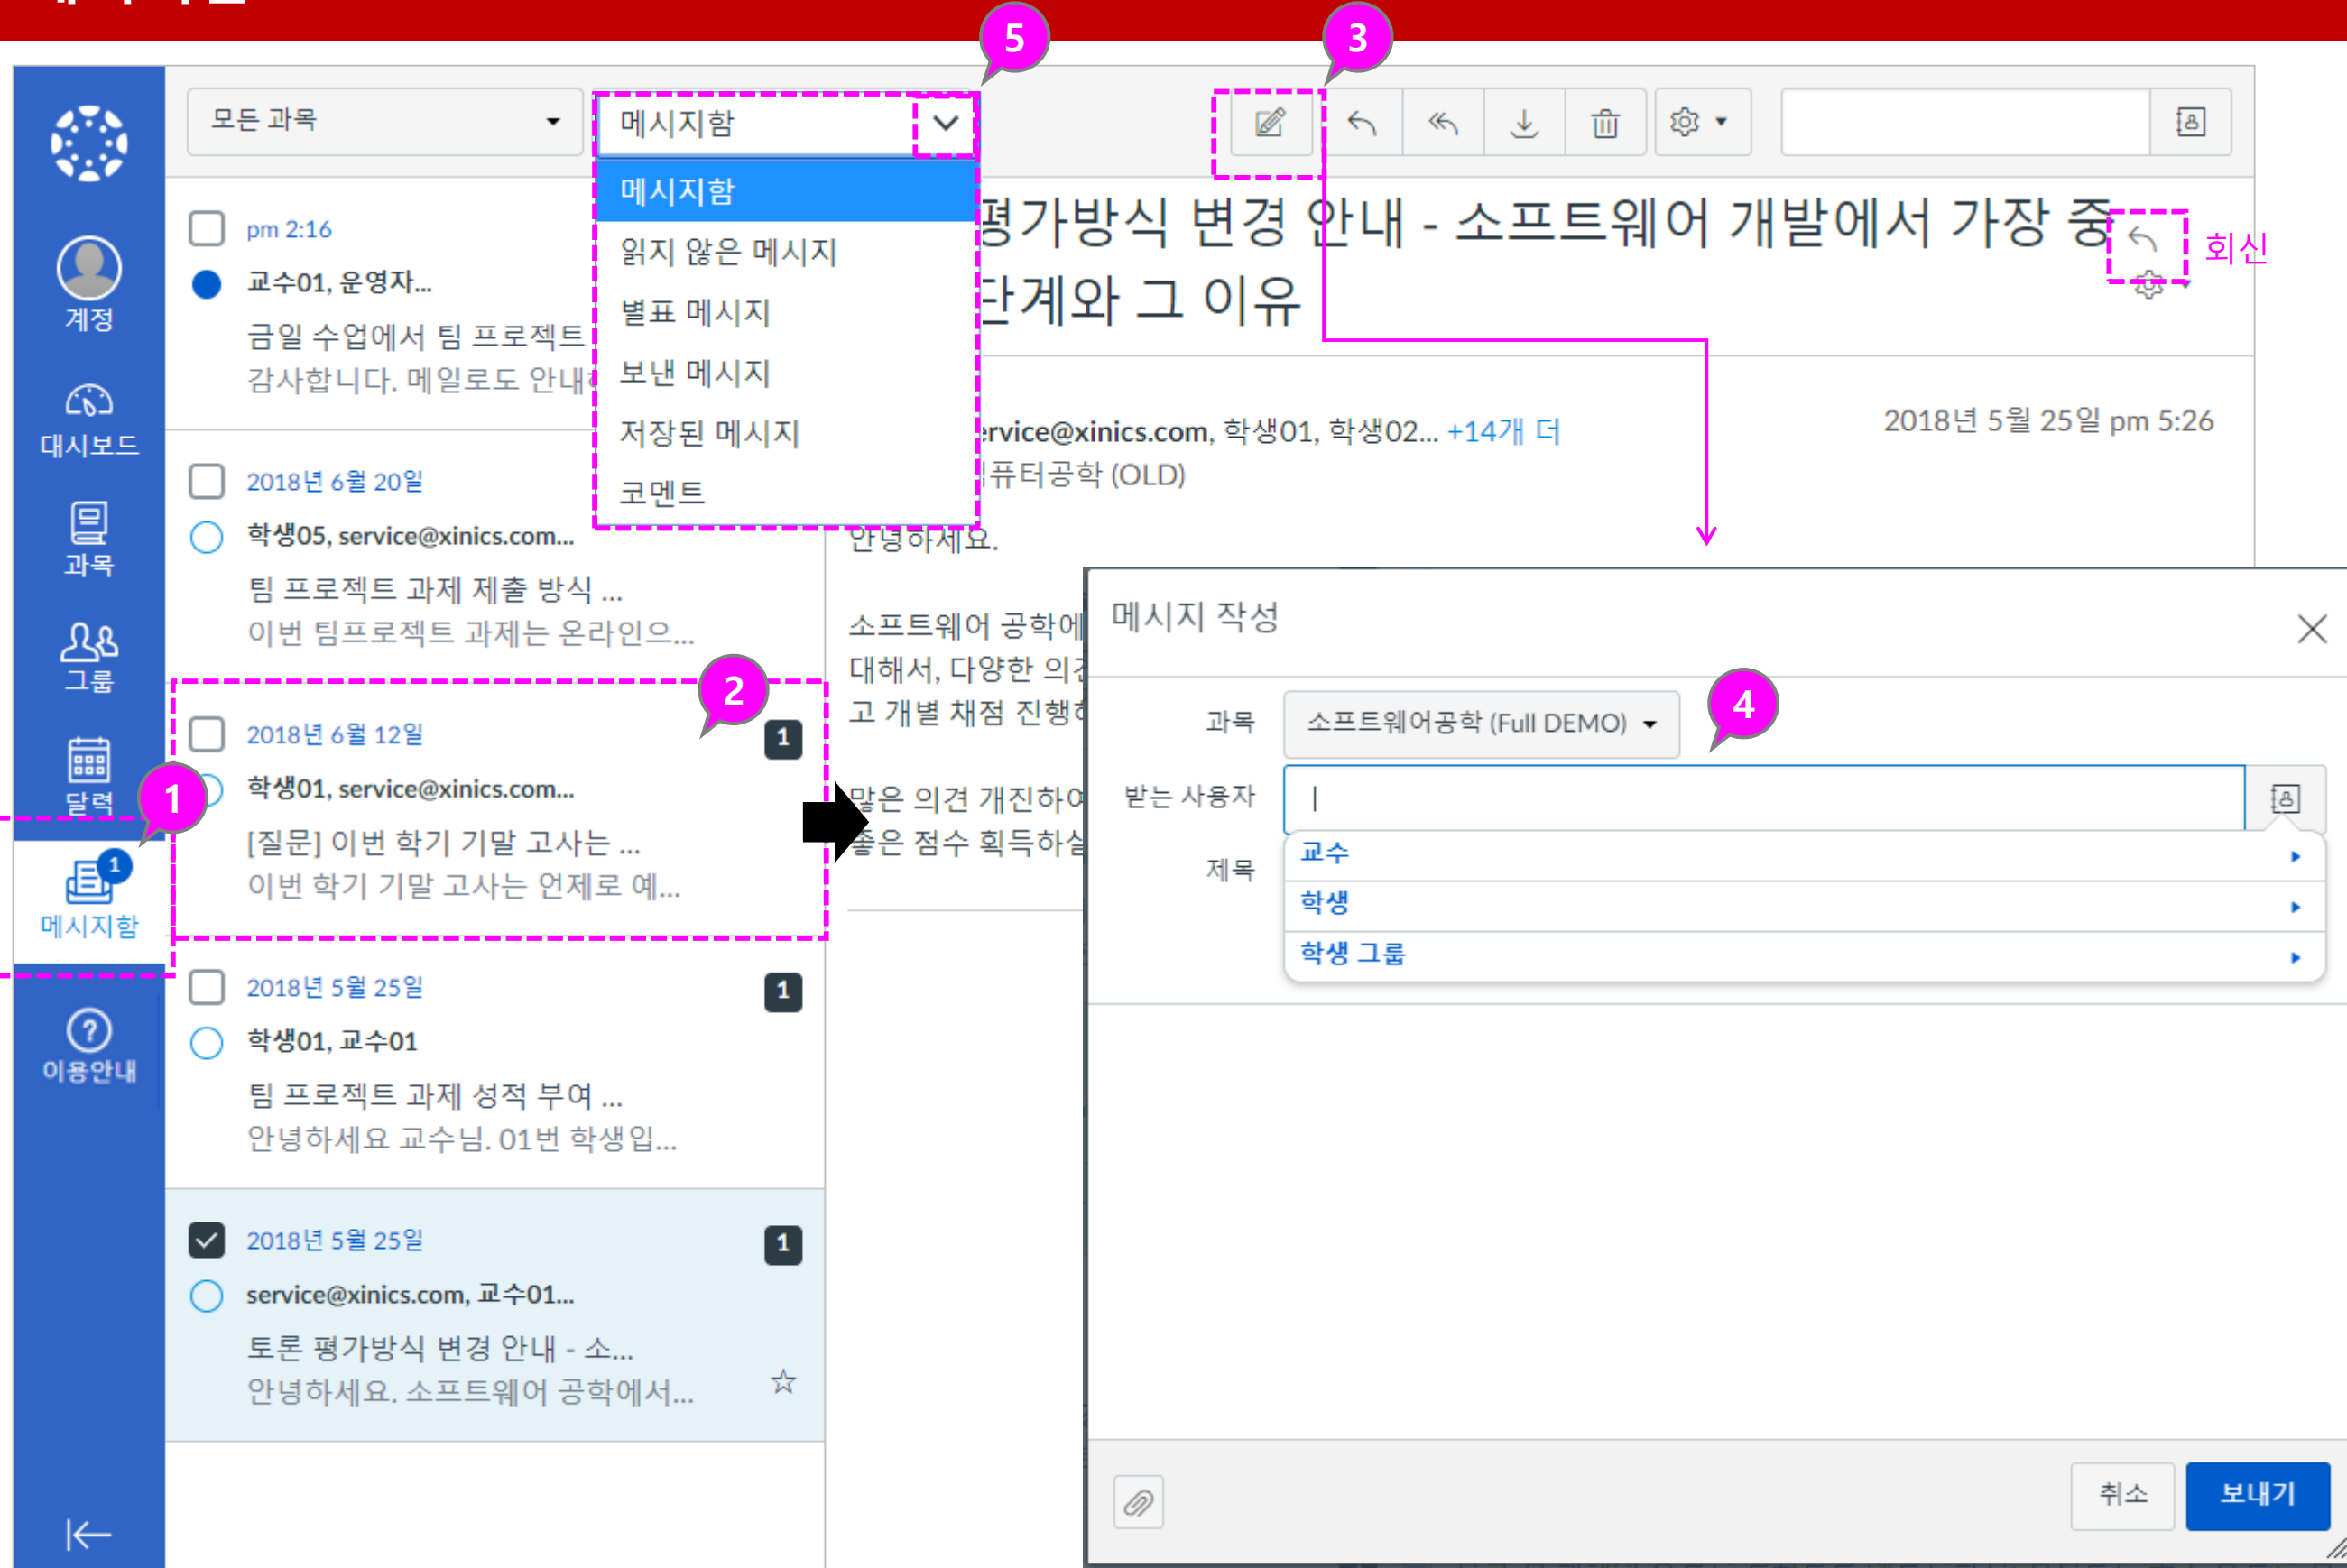 5
3
모든 과목
메시지함
메시지함
읽지 않은 메시지
별표 메시지
보낸 메시지
저장된 메시지
코멘트
계정
대시보드
과목
그룹
달력
1
1
메시지함
이용안내
pm 2:16
교수01, 운영자...
금일 수업에서 팀 프로젝트
감사합니다. 메일로도 안내
2018년 6월 20일
학생05, service@xinics.com...
팀 프로젝트 과제 제출 방식 ...
이번 팀프로젝트 과제는 온라인으...
2
2018년 6월 12일
1
학생01, service@xinics.com...
[질문] 이번 학기 기말 고사는 ...
이번 학기 기말 고사는 언제로 예...
2018년 5월 25일
1
학생01, 교수01
팀 프로젝트 과제 성적 부여 ...
안녕하세요 교수님. 01번 학생입...
2018년 5월 25일
1
service@xinics.com, 교수01...
토론 평가방식 변경 안내 - 소...
안녕하세요. 소프트웨어 공학에서...
평가방식 변경 안내 - 소프트웨어 개발에서 가장 중
단계와 그 이유
회신
ervice@xinics.com, 학생01, 학생02... +14개 더
2018년 5월 25일 pm 5:26
퓨터공학 (OLD)
안녕하세요.
소프트웨어 공학에
대해서, 다양한 의견
고 개별 채점 진행하
많은 의견 개진하여
좋은 점수 획득하실
메시지 작성
4
과목
소프트웨어공학 (Full DEMO)
받는 사용자
제목
교수
학생
학생 그룹
취소
보내기